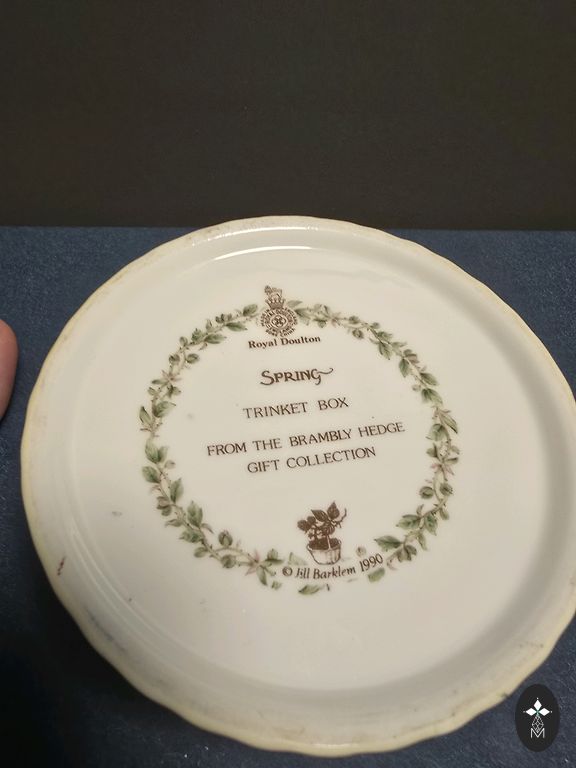 Royal Doulton
SPRING
TRINKET BOX
FROM THE BRAMBLY HEDGE
GIFT COLLECTION
© Jill Barklem 1990
M